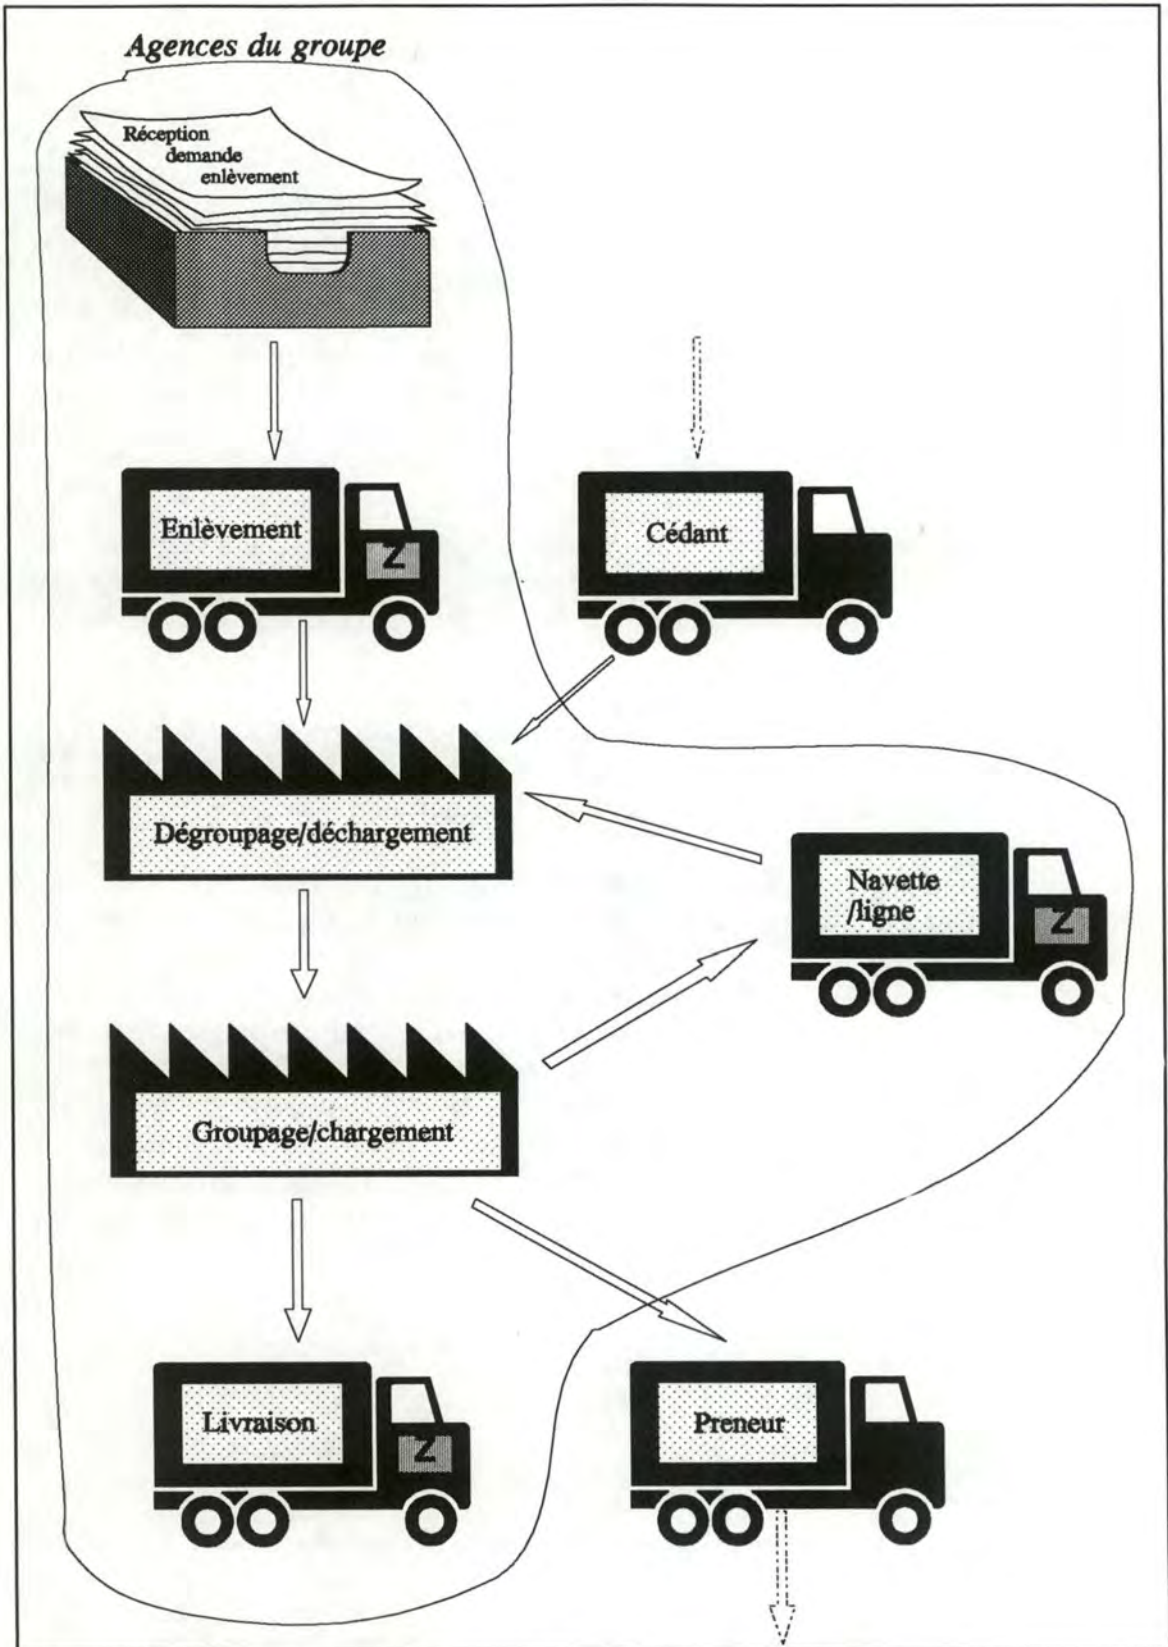 Agences du groupe
Réception
demande
enlèvement
Enlèvement
Z
Cédant
Dégroupage/déchargement
Navette
/ligne
Z
Groupage/chargement
Livraison
Z
Preneur